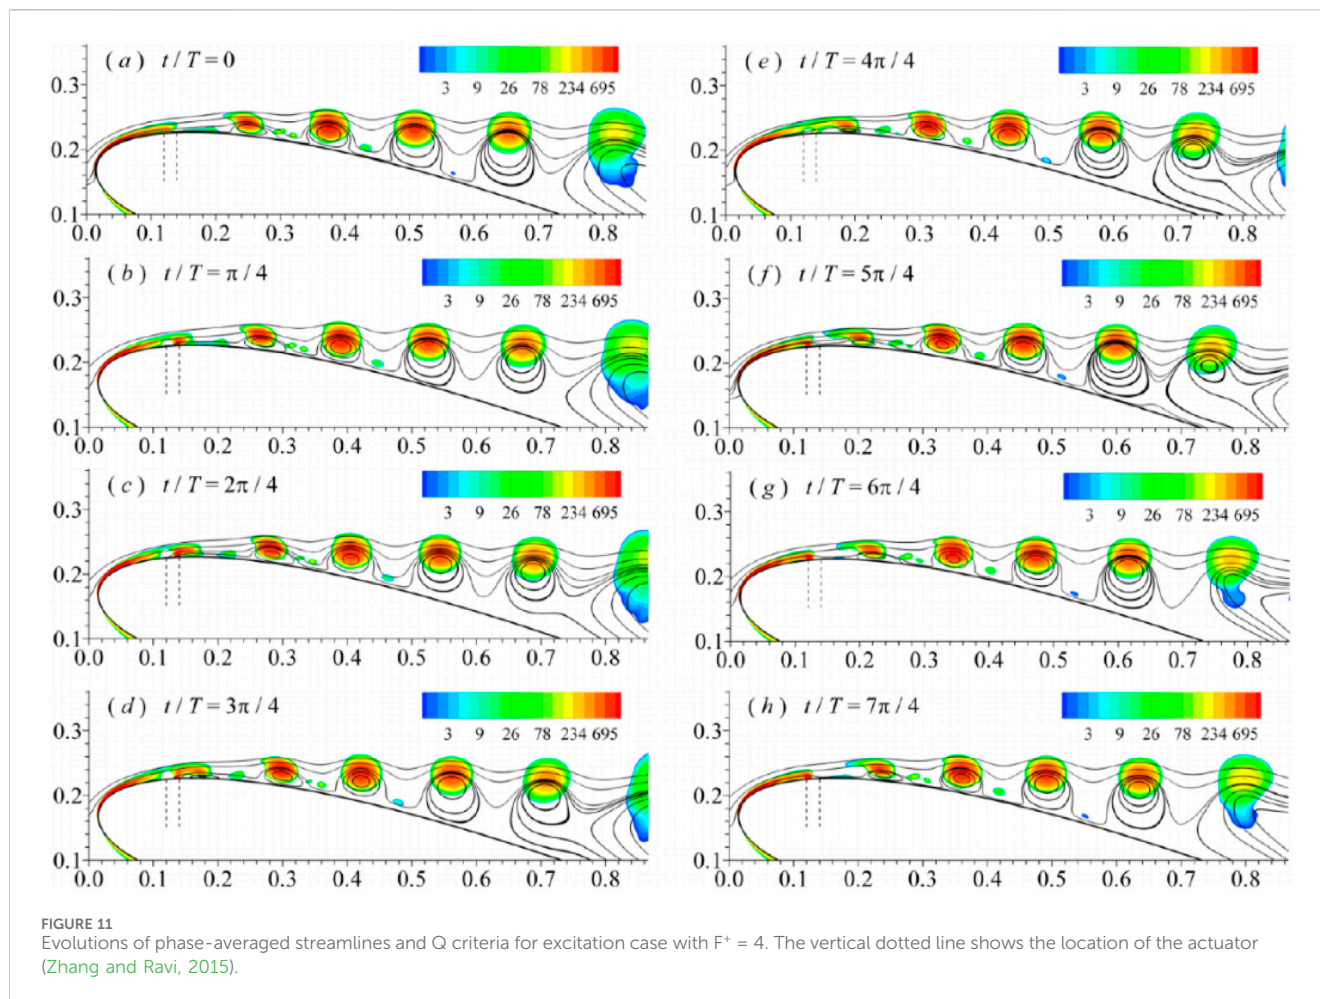 (a) t/T=0
3 9 26 78 234 695
0.3
0.2
0.1
0.0 0.1 0.2 0.3 0.4 0.5 0.6 0.7 0.8
(e) t/T=4π/4
3 9 26 78 234 695
0.3
0.2
0.1
0.0 0.1 0.2 0.3 0.4 0.5 0.6 0.7 0.8
(b) t/T=π/4
3 9 26 78 234 695
0.3
0.2
0.1
0.0 0.1 0.2 0.3 0.4 0.5 0.6 0.7 0.8
(f) t/T=5π/4
3 9 26 78 234 695
0.3
0.2
0.1
0.0 0.1 0.2 0.3 0.4 0.5 0.6 0.7 0.8
(c) t/T=2π/4
3 9 26 78 234 695
0.3
0.2
0.1
0.0 0.1 0.2 0.3 0.4 0.5 0.6 0.7 0.8
(g) t/T=6π/4
3 9 26 78 234 695
0.3
0.2
0.1
0.0 0.1 0.2 0.3 0.4 0.5 0.6 0.7 0.8
(d) t/T=3π/4
3 9 26 78 234 695
0.3
0.2
0.1
0.0 0.1 0.2 0.3 0.4 0.5 0.6 0.7 0.8
(h) t/T=7π/4
3 9 26 78 234 695
0.3
0.2
0.1
0.0 0.1 0.2 0.3 0.4 0.5 0.6 0.7 0.8
FIGURE 11
Evolutions of phase-averaged streamlines and Q criteria for excitation case with F⁺ = 4. The vertical dotted line shows the location of the actuator
(Zhang and Ravi, 2015).